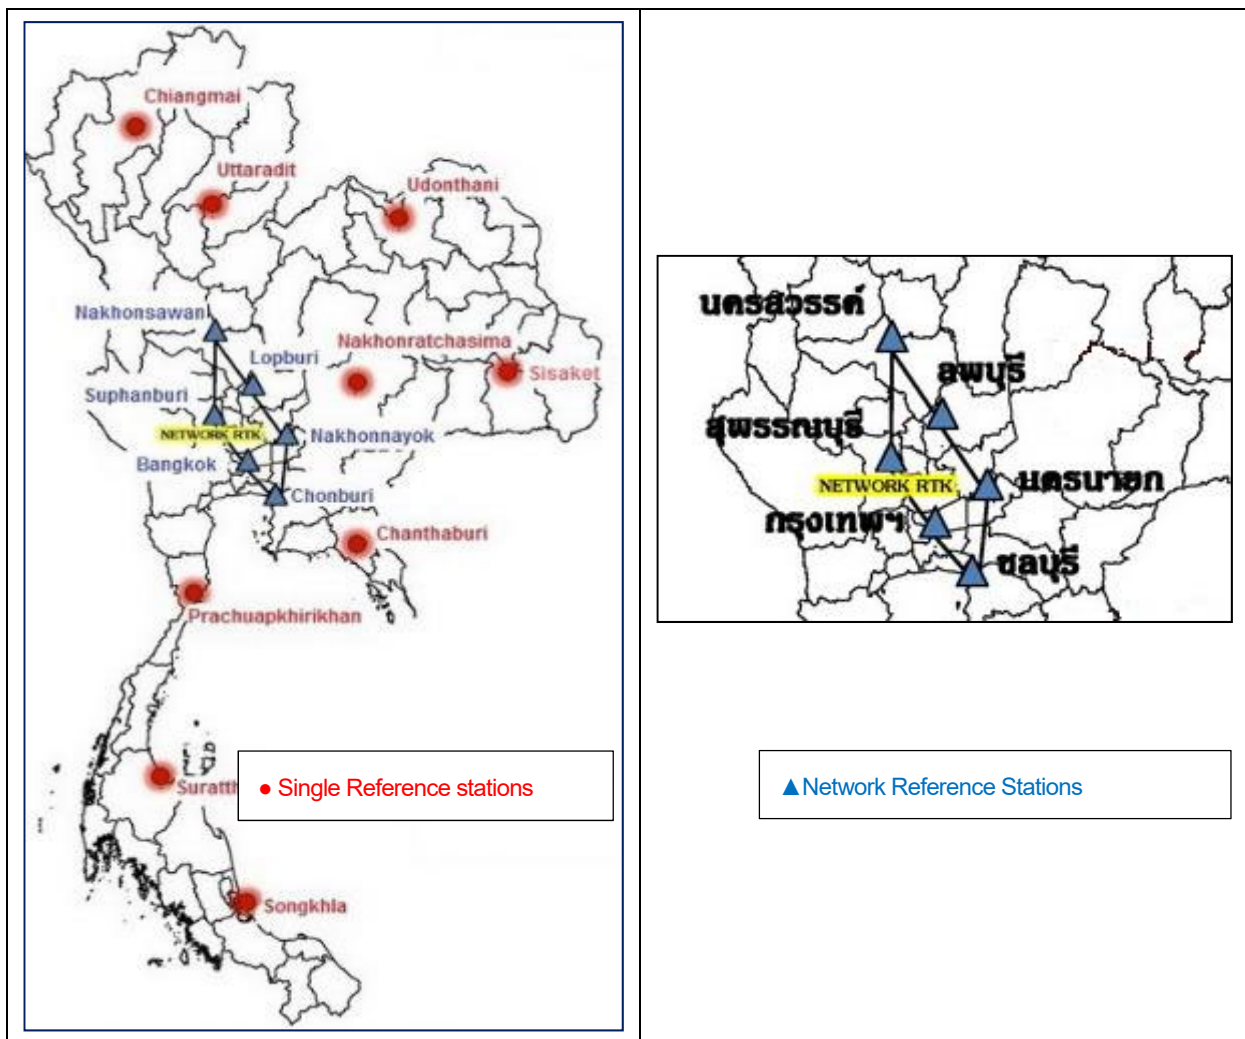 Chiangmai
Uttaradit
Udonthani
Nakhonsawan
Nakhonratchasima
Lopburi
Sisaket
Suphanburi
NETWORK RTK
Nakhonnayok
Bangkok
Chonburi
Chanthaburi
Prachuapkhirikhan
Suratth
● Single Reference stations
Songkhla
นครสวรรค์
ลพบุรี
สุพรรณบุรี
NETWORK RTK
นครนายก
กรุงเทพฯ
ชลบุรี
▲Network Reference Stations